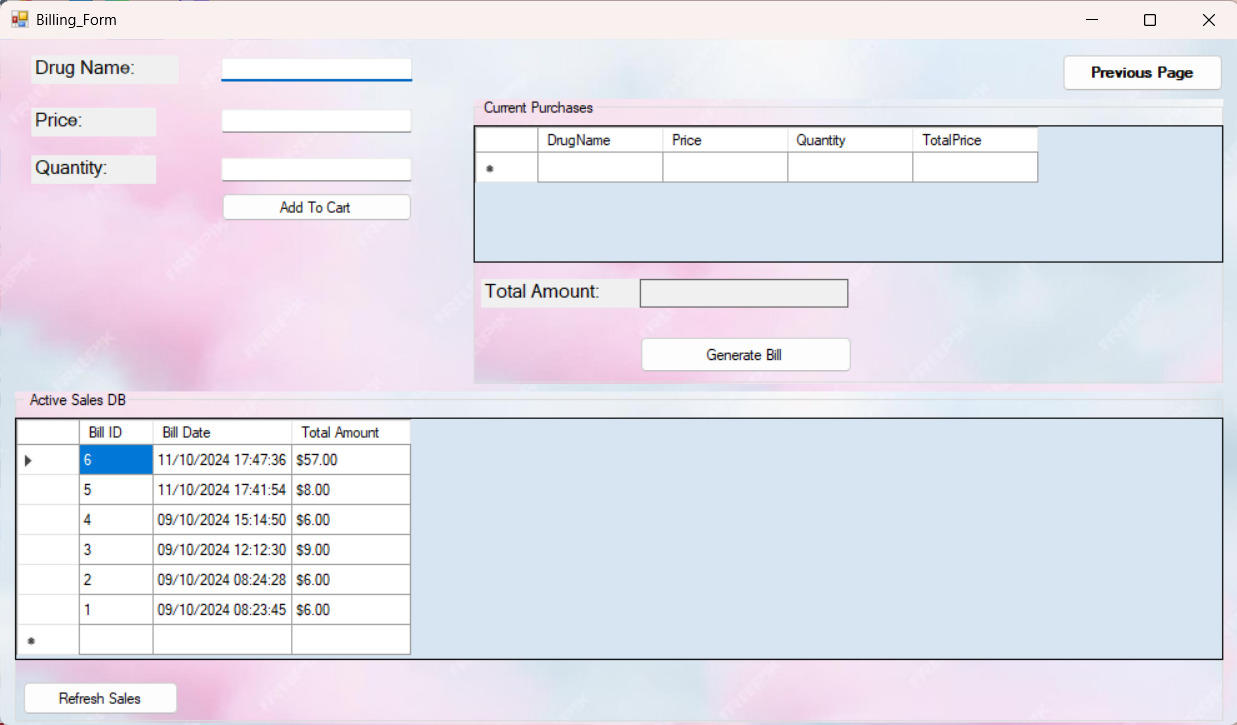 Billing_Form
Drug Name:
Previous Page
Price:
Quantity:
Add To Cart
Current Purchases
DrugName Price Quantity TotalPrice
Total Amount:
Generate Bill
Active Sales DB
Bill ID Bill Date Total Amount
6 11/10/2024 17:47:36 $57.00
5 11/10/2024 17:41:54 $8.00
4 09/10/2024 15:14:50 $6.00
3 09/10/2024 12:12:30 $9.00
2 09/10/2024 08:24:28 $6.00
1 09/10/2024 08:23:45 $6.00
Refresh Sales
FREEPIK